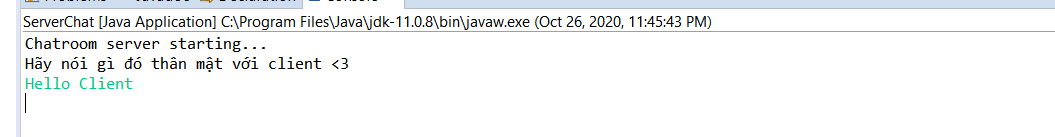 ServerChat [Java Application] C:\Program Files\Java\jdk-11.0.8\bin\javaw.exe (Oct 26, 2020, 11:45:43 PM)
Chatroom server starting...
Hãy nói gì đó thân mật với client <3
Hello Client